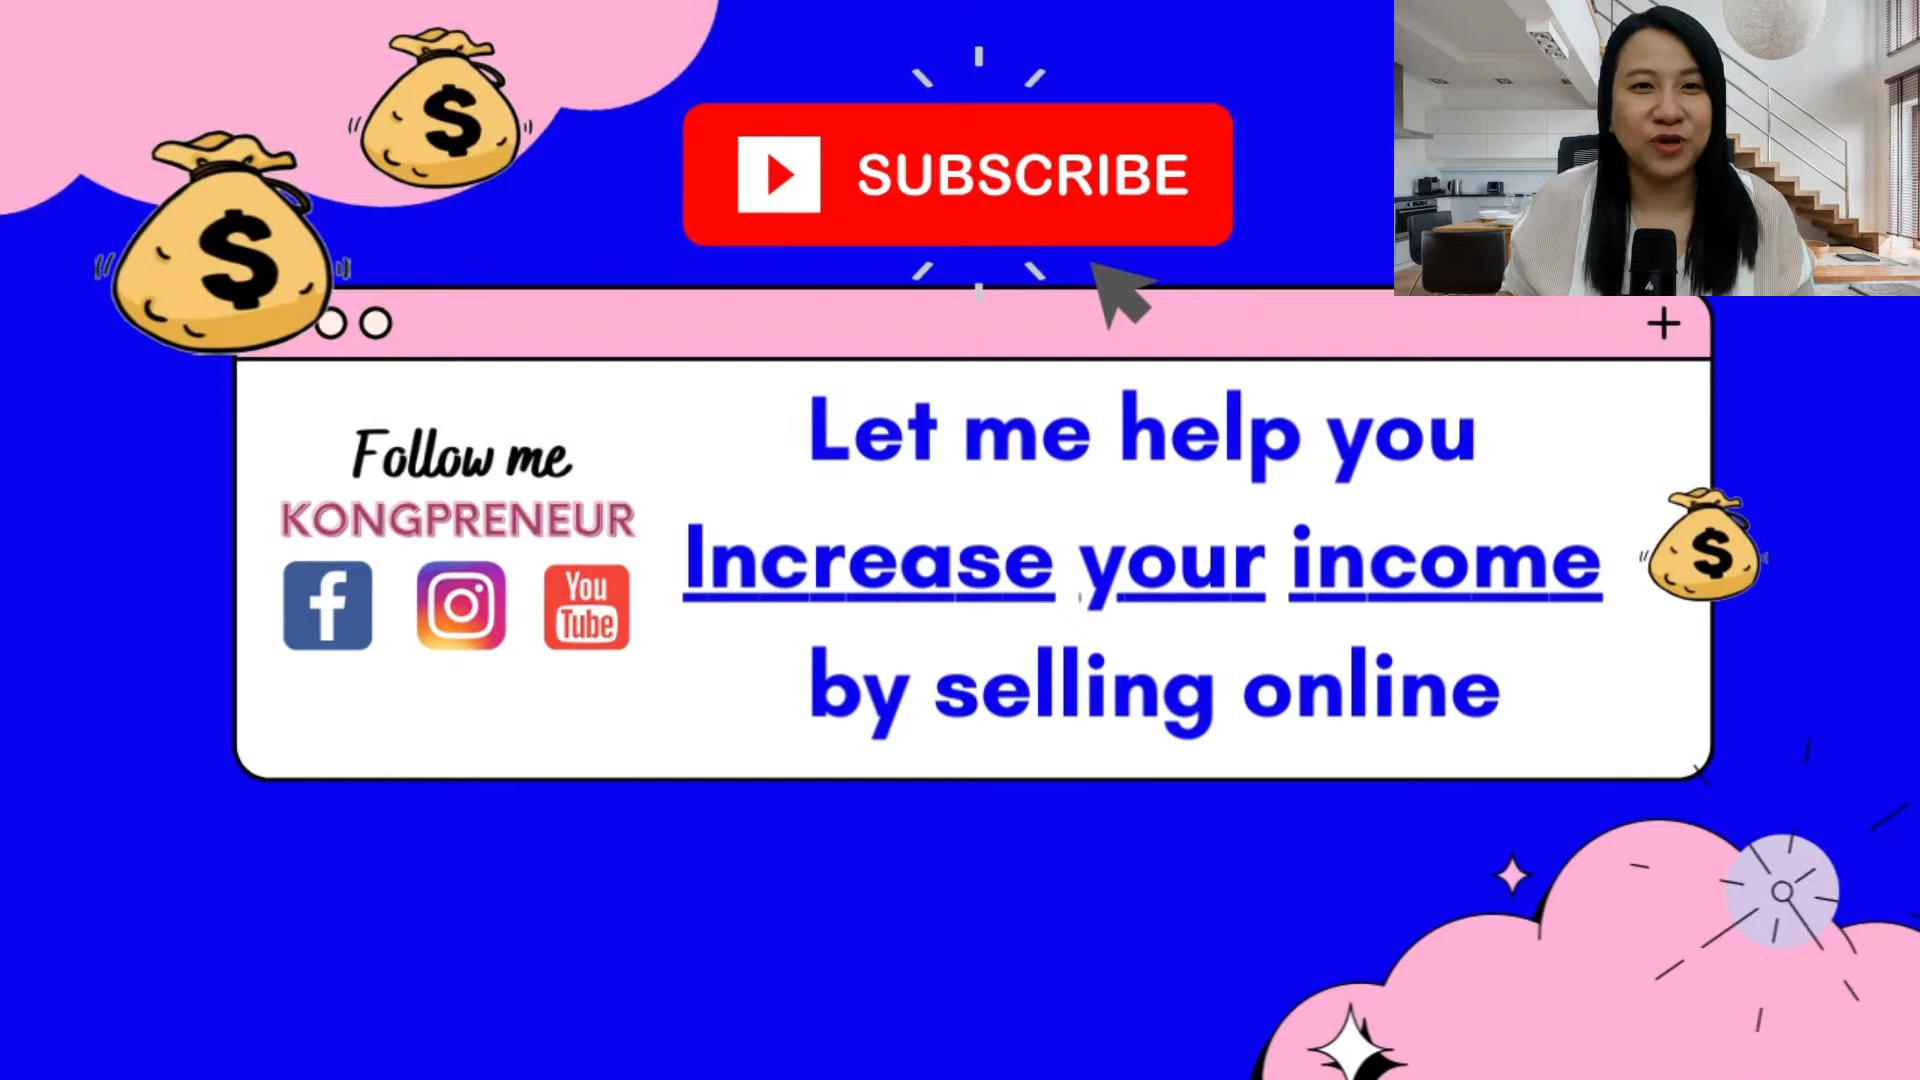 $
$
SUBSCRIBE
Follow me
KONGPRENEUR
f
You
Tube
Let me help you
Increase your income
by selling online
$